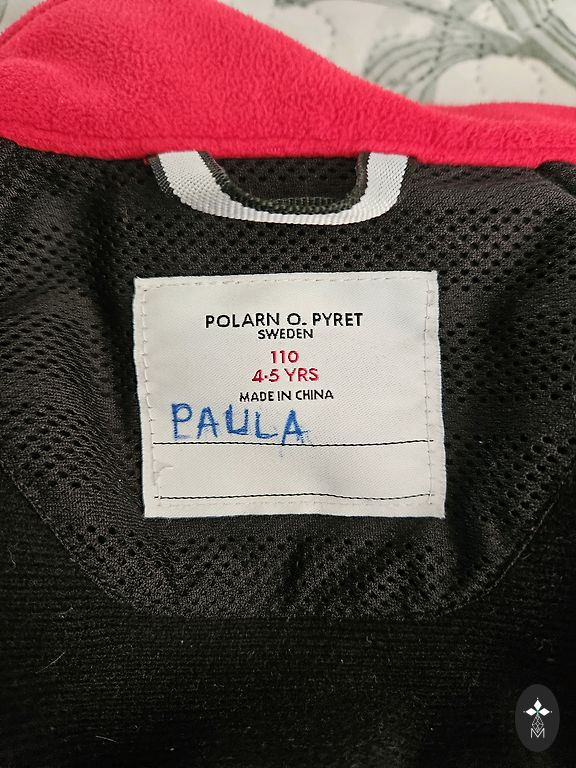 POLARN O. PYRET
SWEDEN
110
4-5 YRS
MADE IN CHINA
PAULA
M